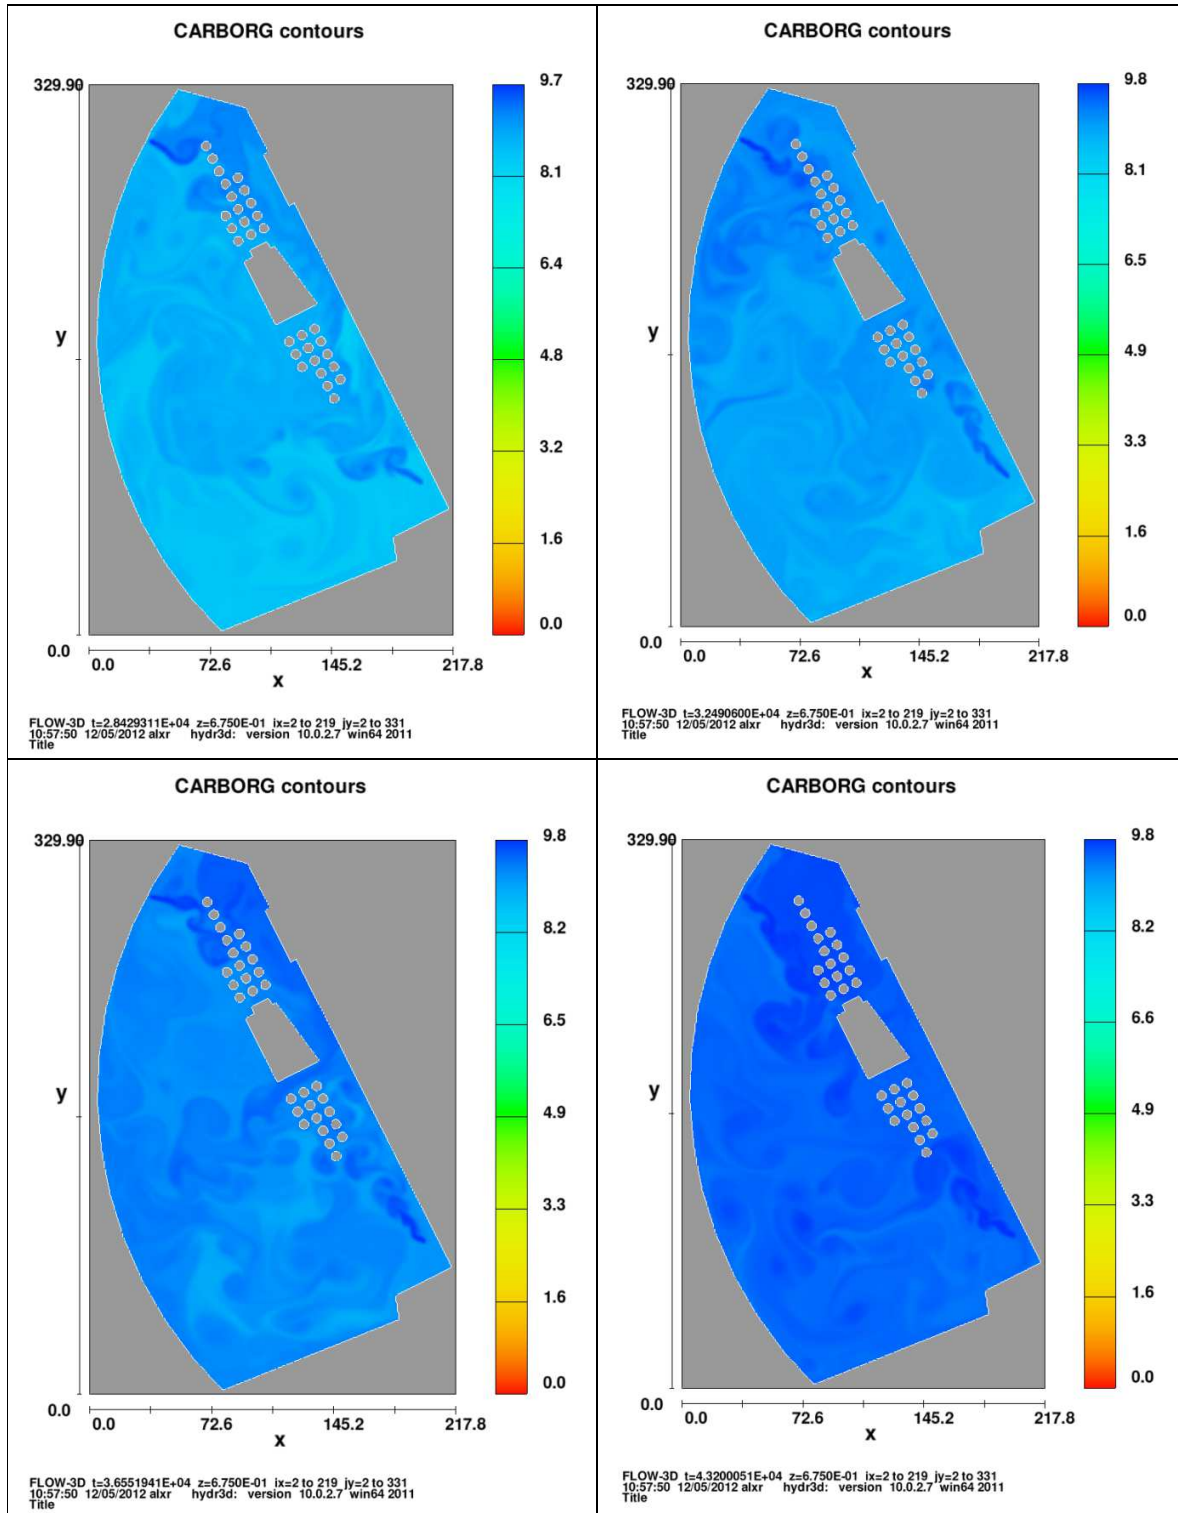 CARBORG contours
329.90
9.7
8.1
6.4
4.8
3.2
1.6
0.0
y
0.0
0.0 72.6 145.2 217.8
x
FLOW-3D t=2.8429311E+04 z=6.750E-01 ix=2 to 219 jy=2 to 331
10:57:50 12/05/2012 alxr hydr3d: version 10.0.2.7 win64 2011
Title
CARBORG contours
329.90
9.8
8.1
6.5
4.9
3.3
1.6
0.0
y
0.0
0.0 72.6 145.2 217.8
x
FLOW-3D t=3.2490600E+04 z=6.750E-01 ix=2 to 219 jy=2 to 331
10:57:50 12/05/2012 alxr hydr3d: version 10.0.2.7 win64 2011
Title
CARBORG contours
329.90
9.8
8.2
6.5
4.9
3.3
1.6
0.0
y
0.0
0.0 72.6 145.2 217.8
x
FLOW-3D t=3.6551941E+04 z=6.750E-01 ix=2 to 219 jy=2 to 331
10:57:50 12/05/2012 alxr hydr3d: version 10.0.2.7 win64 2011
Title
CARBORG contours
329.90
9.8
8.2
6.6
4.9
3.3
1.6
0.0
y
0.0
0.0 72.6 145.2 217.8
x
FLOW-3D t=4.3200051E+04 z=6.750E-01 ix=2 to 219 jy=2 to 331
10:57:50 12/05/2012 alxr hydr3d: version 10.0.2.7 win64 2011
Title